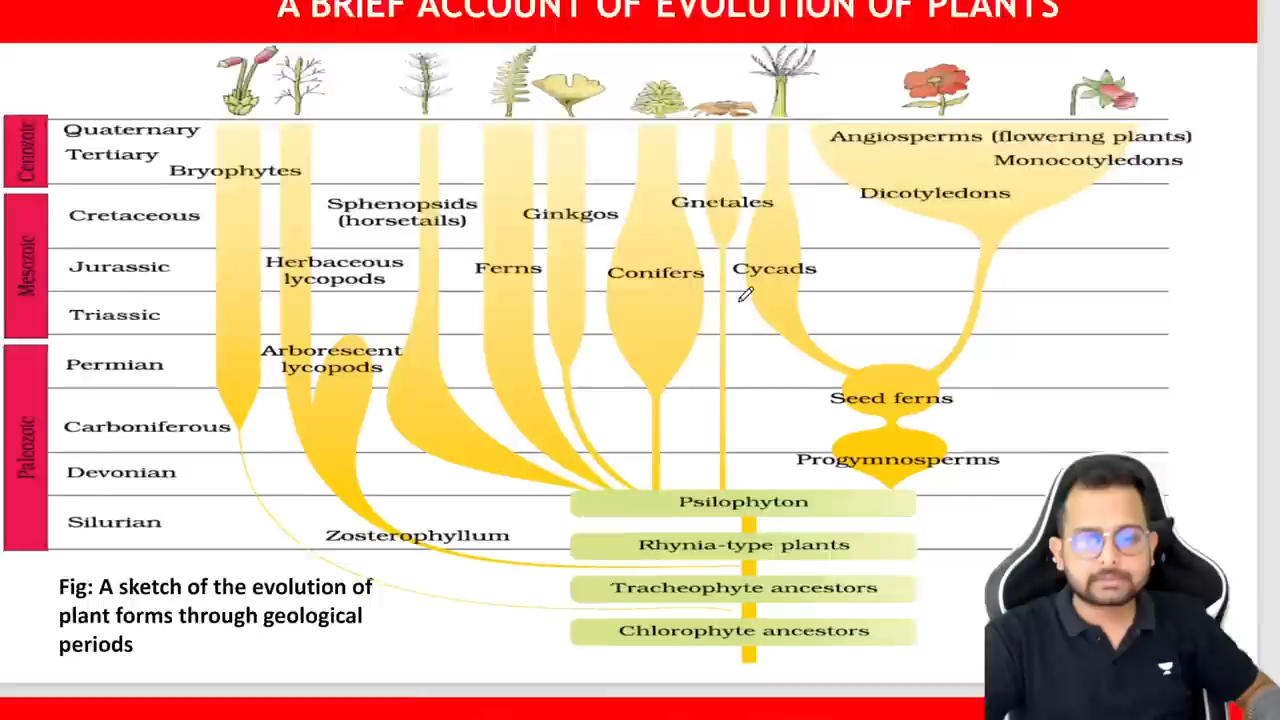 A BRIEF ACCOUNT OF EVOLUTION OF PLANTS
Cenozoic
Quaternary
Tertiary
Bryophytes
Angiosperms (flowering plants)
Monocotyledons
Dicotyledons
Mesozoic
Cretaceous
Sphenopsids
(horsetails)
Ginkgos
Gnetales
Jurassic
Herbaceous
lycopods
Ferns
Conifers
Cycads
Triassic
Paleozoic
Permian
Arborescent
lycopods
Seed ferns
Carboniferous
Progymnosperms
Devonian
Psilophyton
Silurian
Zosterophyllum
Rhynia-type plants
Tracheophyte ancestors
Chlorophyte ancestors
Fig: A sketch of the evolution of
plant forms through geological
periods